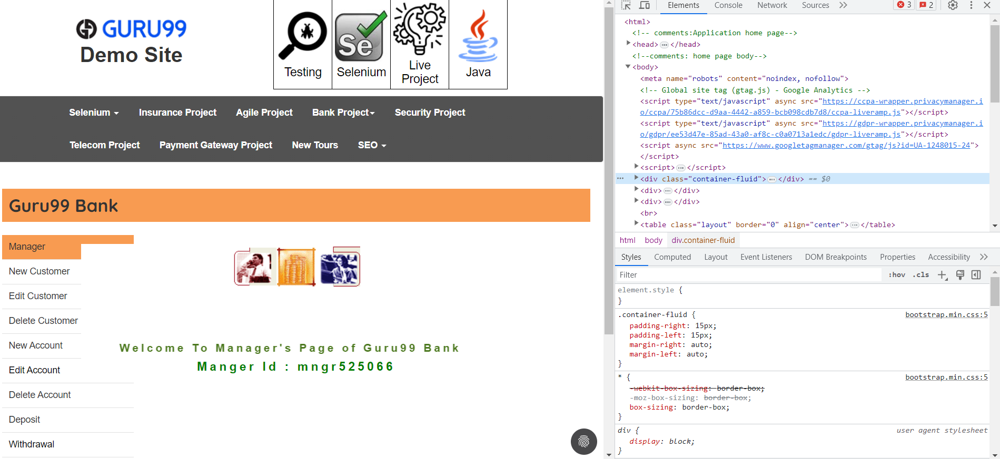 GURU99
Demo Site
Testing
Se
Selenium
Live
Project
Java
Selenium
Insurance Project
Agile Project
Bank Project
Security Project
Telecom Project
Payment Gateway Project
New Tours
SEO
Guru99 Bank
Manager
New Customer
Edit Customer
Delete Customer
New Account
Edit Account
Delete Account
Deposit
Withdrawal
Welcome To Manager's Page of Guru99 Bank
Manger Id : mngr525066
Elements Console Network Sources >> 3 2
<html>
<!-- comments:Application home page-->
<head> ••• </head>
<!--comments: home page body-->
<body>
<meta name="robots" content="noindex, nofollow">
<!-- Global site tag (gtag.js) - Google Analytics -->
<script type="text/javascript" async src="https://ccpa-wrapper.privacymanager.i
o/ccpa/75b86dcc-d9aa-4442-a859-bcb098cdb7d8/ccpa-liveramp.js"></script>
<script type="text/javascript" async src="https://gdpr-wrapper.privacymanager.i
o/gdpr/ee53d47e-85ad-43a0-af8c-c0a0713a1edc/gdpr-liveramp.js"></script>
<script async src="https://www.googletagmanager.com/gtag/js?id=UA-1248015-24">
</script>
<script> ••• </script>
••• <div class="container-fluid"> ••• </div> == $0
<div> ••• </div>
<div> ••• </div>
<br>
<table class="layout" border="0" align="center"> ••• </table>
html body div.container-fluid
Styles Computed Layout Event Listeners DOM Breakpoints Properties Accessibility >>
Filter :hov .cls
element.style {
}
.container-fluid { bootstrap.min.css:5
padding-right: 15px;
padding-left: 15px;
margin-right: auto;
margin-left: auto;
}
* { bootstrap.min.css:5
-webkit-box-sizing: border-box;
-moz-box-sizing: border-box;
box-sizing: border-box;
}
div { user agent stylesheet
display: block;
}